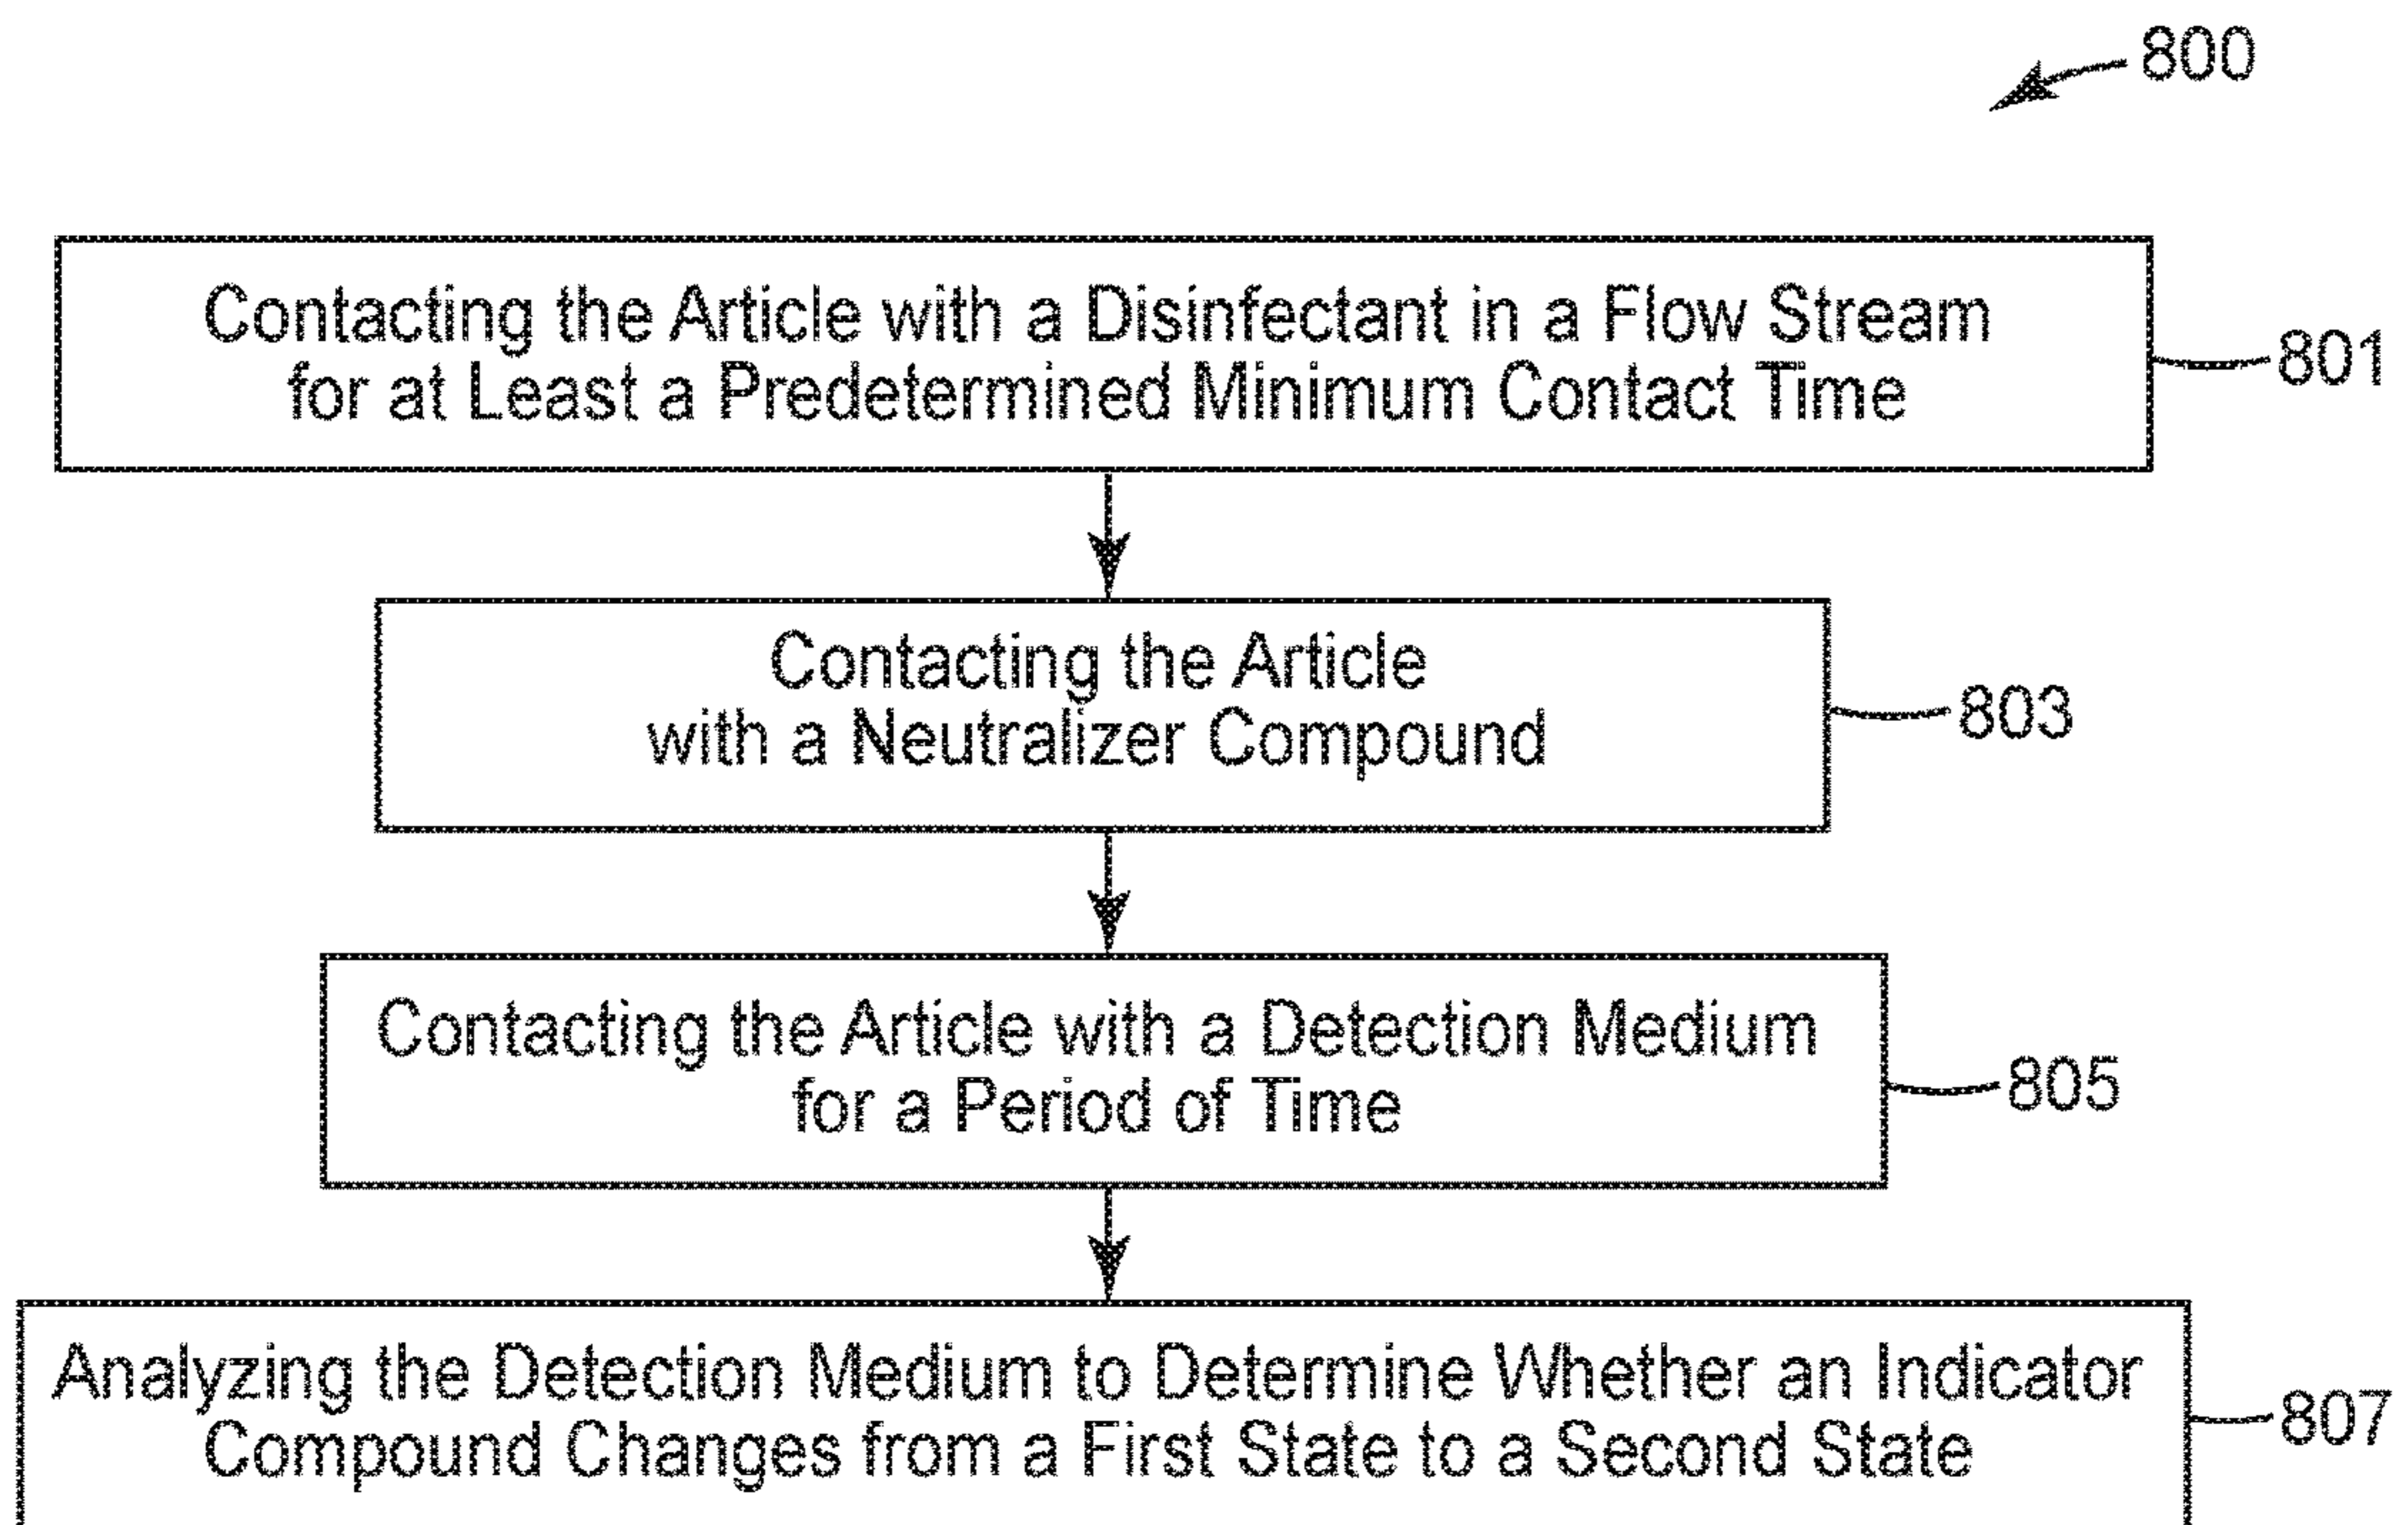 800
Contacting the Article with a Disinfectant in a Flow Stream
for at Least a Predetermined Minimum Contact Time
801
Contacting the Article
with a Neutralizer Compound
803
Contacting the Article with a Detection Medium
for a Period of Time
805
Analyzing the Detection Medium to Determine Whether an Indicator
Compound Changes from a First State to a Second State
807